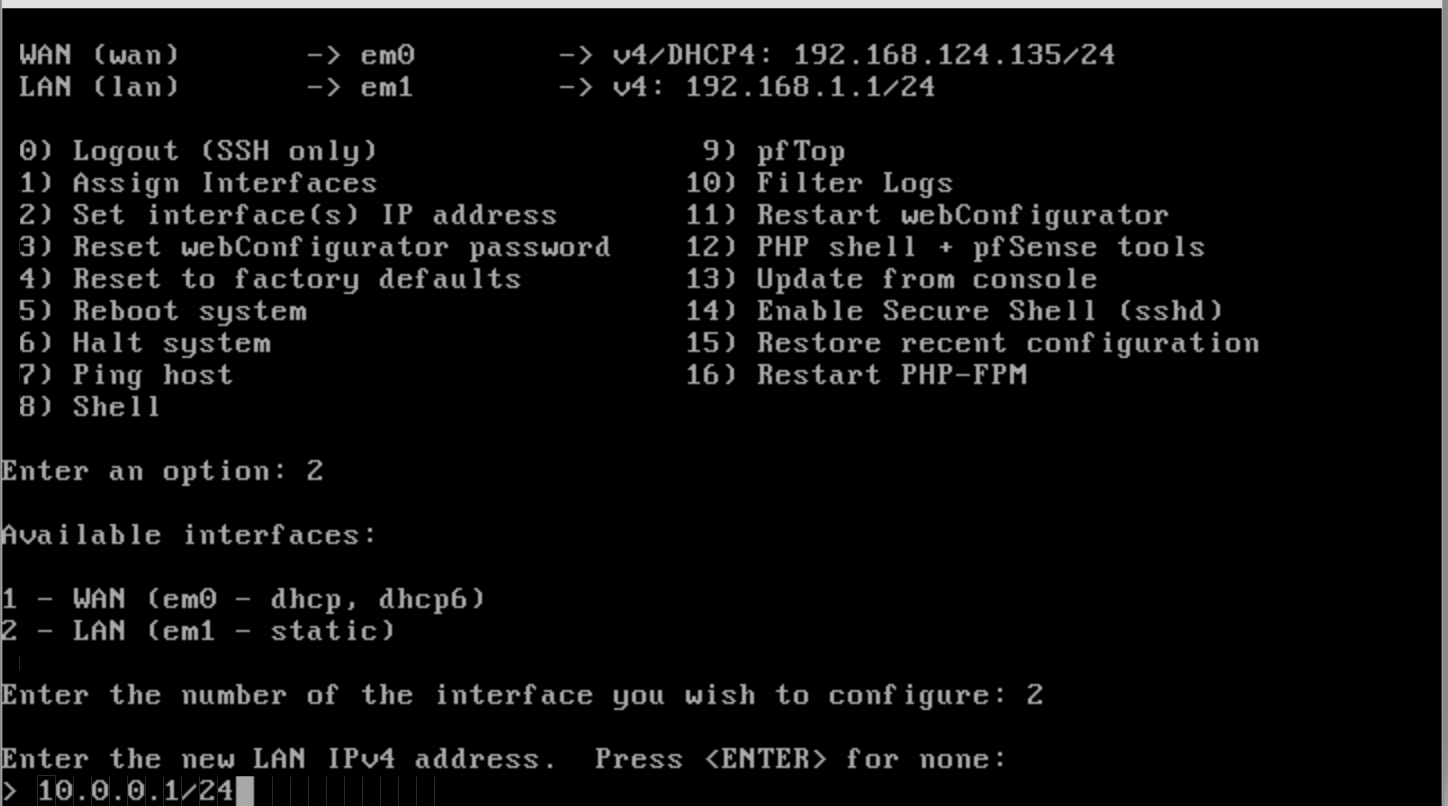 WAN (wan)       -> em0        -> v4/DHCP4: 192.168.124.135/24
LAN (lan)       -> em1        -> v4: 192.168.1.1/24
0) Logout (SSH only)                  9) pfTop
1) Assign Interfaces                 10) Filter Logs
2) Set interface(s) IP address       11) Restart webConfigurator
3) Reset webConfigurator password    12) PHP shell + pfSense tools
4) Reset to factory defaults         13) Update from console
5) Reboot system                     14) Enable Secure Shell (sshd)
6) Halt system                       15) Restore recent configuration
7) Ping host                         16) Restart PHP-FPM
8) Shell
Enter an option: 2
Available interfaces:
1 - WAN (em0 - dhcp, dhcp6)
2 - LAN (em1 - static)
Enter the number of the interface you wish to configure: 2
Enter the new LAN IPv4 address.  Press <ENTER> for none:
> 10.0.0.1/24